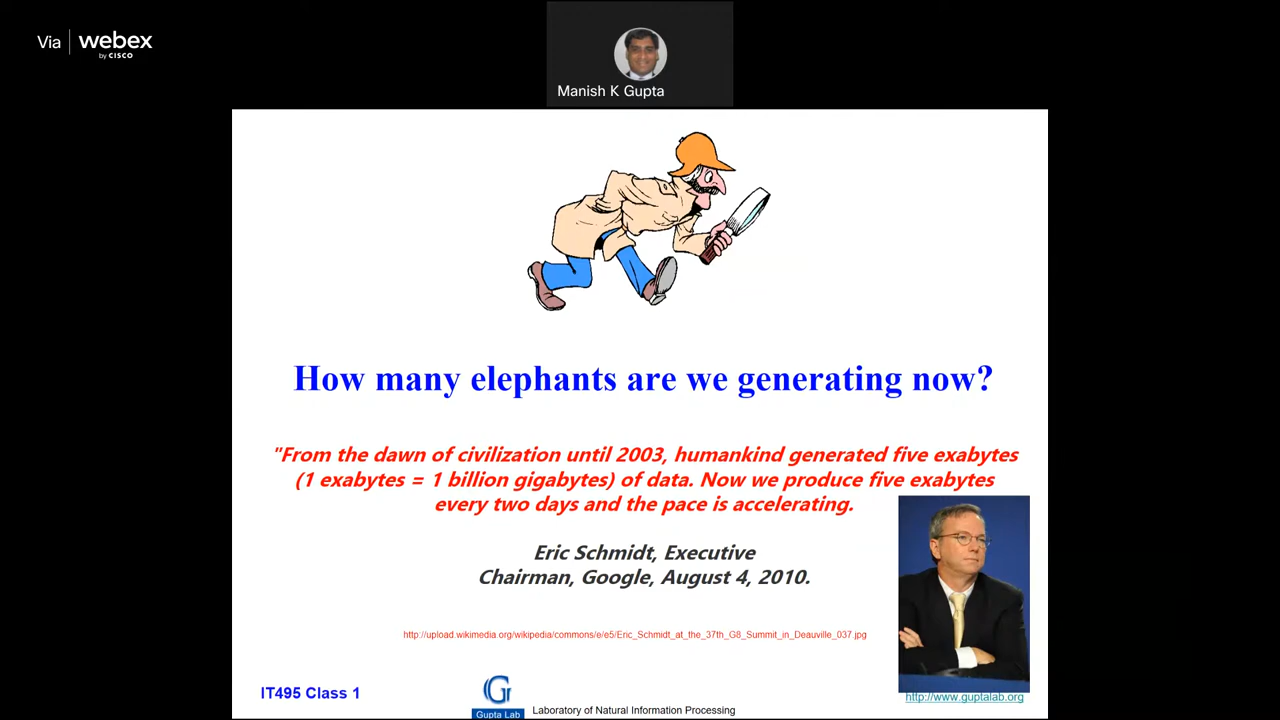 Via webex
by CISCO
Manish K Gupta
How many elephants are we generating now?
"From the dawn of civilization until 2003, humankind generated five exabytes
(1 exabytes = 1 billion gigabytes) of data. Now we produce five exabytes
every two days and the pace is accelerating.
Eric Schmidt, Executive
Chairman, Google, August 4, 2010.
http://upload.wikimedia.org/wikipedia/commons/e/e5/Eric_Schmidt_at_the_37th_G8_Summit_in_Deauville_037.jpg
http://www.guptalab.org
IT495 Class 1
G
Gupta Lab
Laboratory of Natural Information Processing